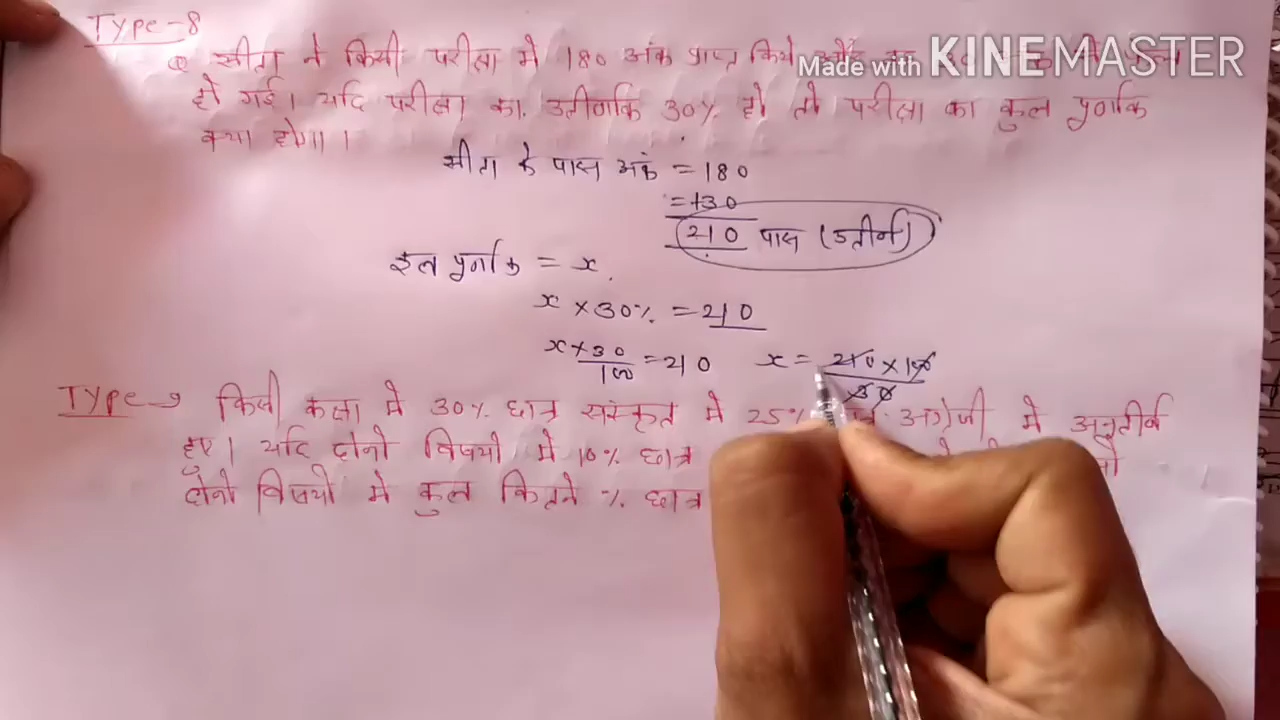 Type-8
Q सीता ने किसी परीक्षा में 180 अंक प्राप्त किये और
Made with KINEMASTER
हो गई। यदि परीक्षा का उत्तीर्णांक 30% हो तो परीक्षा का कुल पूर्णांक
क्या होगा।
सीता के पास अंक = 180
= +30
210 पास (उत्तीर्ण)
कुल पूर्णांक = x
x × 30% = 210
x × 30/100 = 210 x = 210 × 100/30
Type-9 किसी कक्षा में 30% छात्र संस्कृत में 25% अंग्रेजी में अनुत्तीर्ण
हुए। यदि दोनो विषयो में 10% छात्र
दोनो विषयो में कुल कितने % छात्र